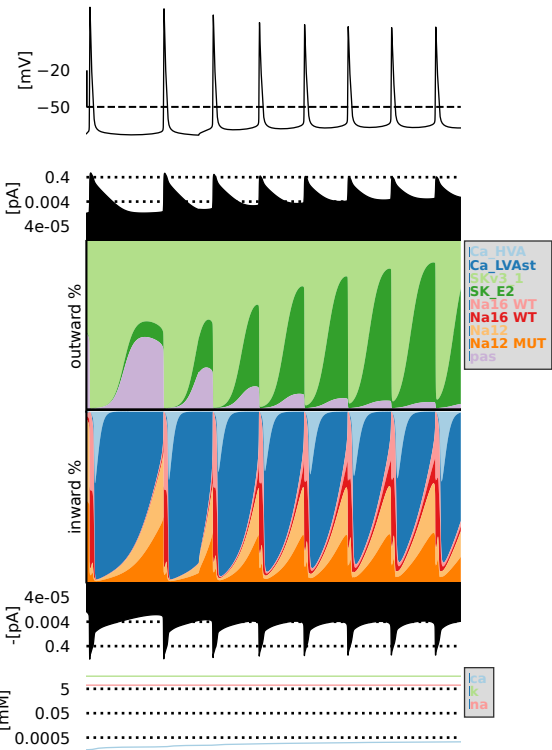 [mV]
−20
−50
[pA]
0.4
0.004
4e-05
outward %
Ca_HVA
Ca_LVAst
SKv3_1
SK_E2
Na16 WT
Na16 WT
Na12
Na12 MUT
pas
inward %
-[pA]
4e-05
0.004
0.4
[mM]
5
0.05
0.0005
ca
k
na